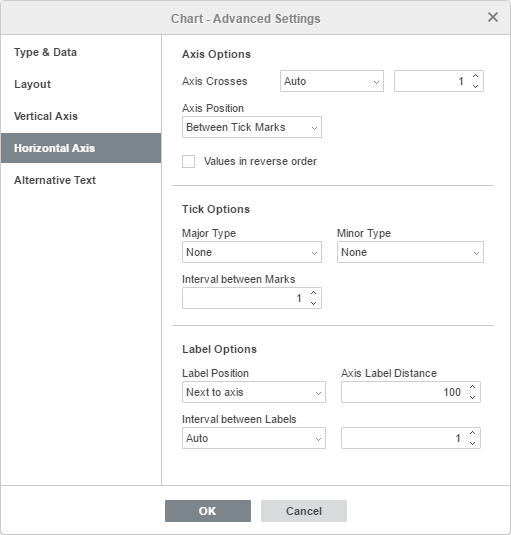 Chart - Advanced Settings
Type & Data
Layout
Vertical Axis
Horizontal Axis
Alternative Text
Axis Options
Axis Crosses Auto 1
Axis Position
Between Tick Marks
Values in reverse order
Tick Options
Major Type Minor Type
None None
Interval between Marks
1
Label Options
Label Position Axis Label Distance
Next to axis 100
Interval between Labels
Auto 1
OK Cancel